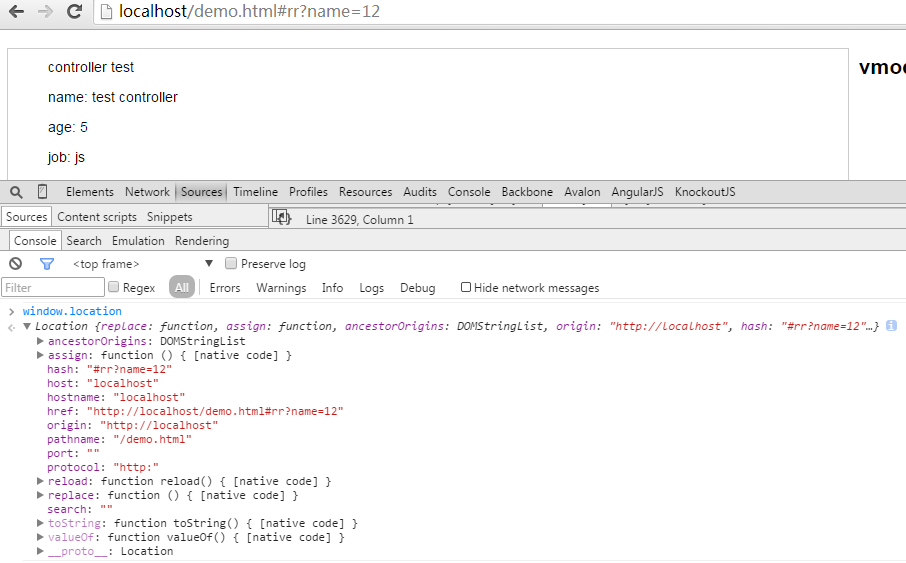 localhost/demo.html#rr?name=12
controller test
vmod
name: test controller
age: 5
job: js
Elements Network Sources Timeline Profiles Resources Audits Console Backbone Avalon AngularJS KnockoutJS
Sources Content scripts Snippets {} Line 3629, Column 1
Console Search Emulation Rendering
<top frame> ▼ Preserve log
Filter Regex All Errors Warnings Info Logs Debug Hide network messages
> window.location
▼ Location {replace: function, assign: function, ancestorOrigins: DOMStringList, origin: "http://localhost", hash: "#rr?name=12"…}
▶ ancestorOrigins: DOMStringList
▶ assign: function () { [native code] }
hash: "#rr?name=12"
host: "localhost"
hostname: "localhost"
href: "http://localhost/demo.html#rr?name=12"
origin: "http://localhost"
pathname: "/demo.html"
port: ""
protocol: "http:"
▶ reload: function reload() { [native code] }
▶ replace: function () { [native code] }
search: ""
▶ toString: function toString() { [native code] }
▶ valueOf: function valueOf() { [native code] }
▶ __proto__: Location